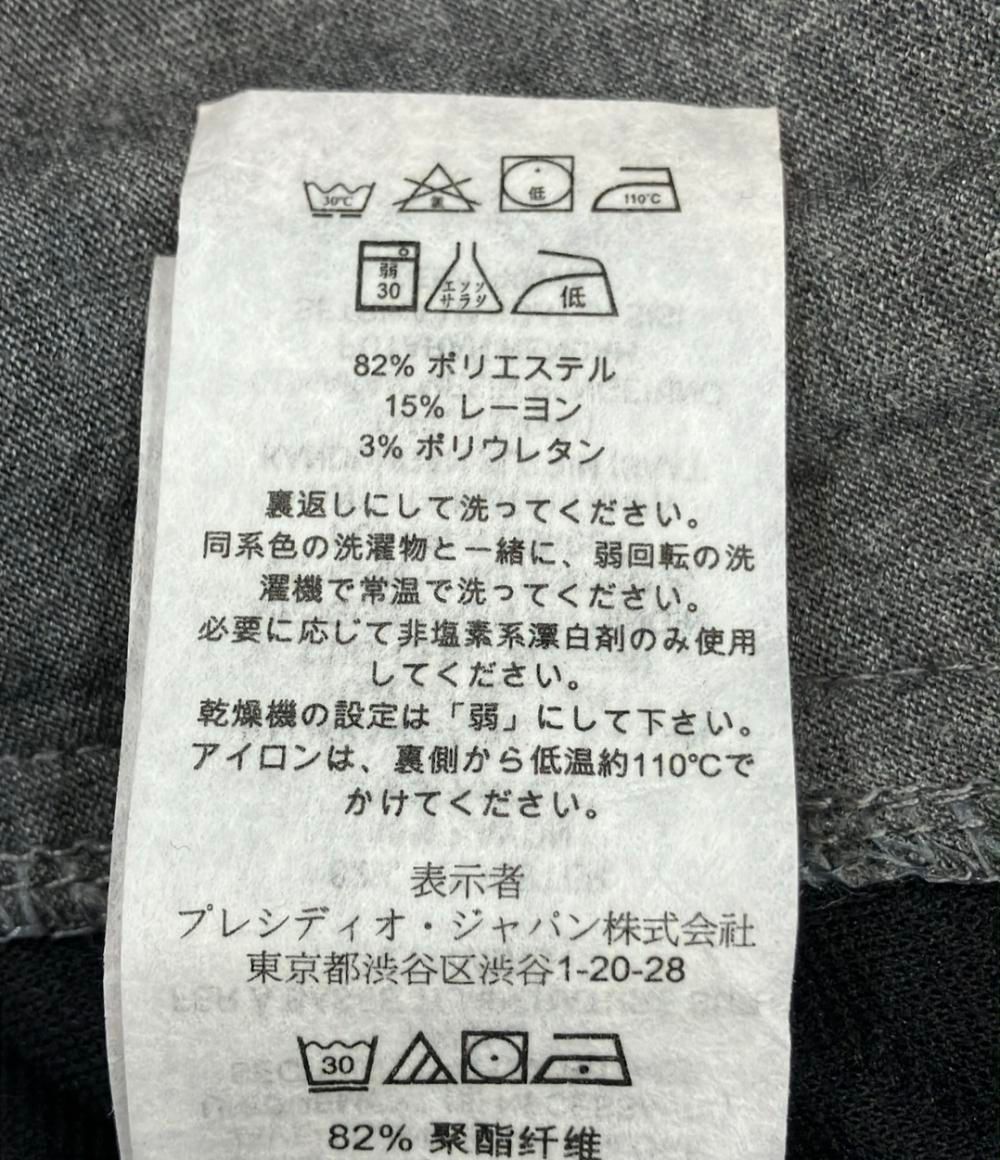 30℃ 低 110℃
弱
30 エンソ
サラシ 低
82% ポリエステル
15% レーヨン
3% ポリウレタン
裏返しにして洗ってください。
同系色の洗濯物と一緒に、弱回転の洗
濯機で常温で洗ってください。
必要に応じて非塩素系漂白剤のみ使用
してください。
乾燥機の設定は「弱」にして下さい。
アイロンは、裏側から低温約110℃で
かけてください。
表示者
プレシディオ・ジャパン株式会社
東京都渋谷区渋谷1-20-28
30
82% 聚酯纤维